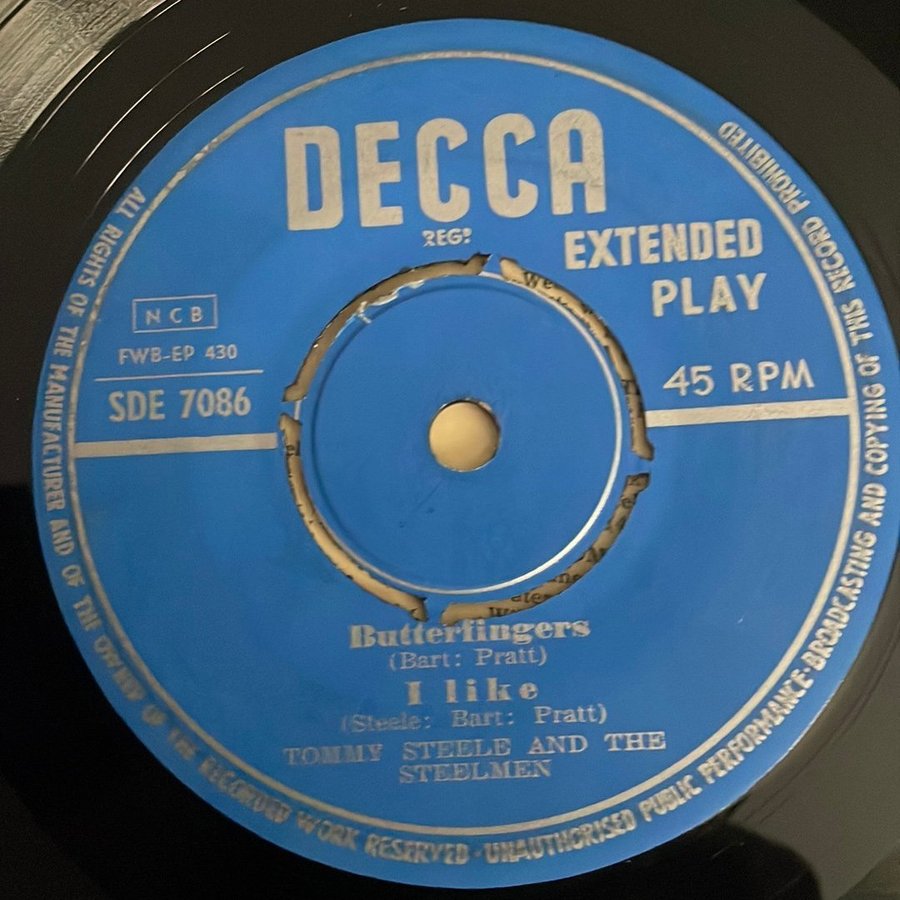 DECCA
REGD
EXTENDED
PLAY
NCB
FWB-EP 430
SDE 7086
45 RPM
Butterfingers
(Bart: Pratt)
I like
(Steele: Bart: Pratt)
TOMMY STEELE AND THE
STEELMEN
ALL RIGHTS OF THE MANUFACTURER AND OF THE OWNER OF THE RECORDED WORK RESERVED · UNAUTHORISED PUBLIC PERFORMANCE · BROADCASTING AND COPYING OF THIS RECORD PROHIBITED